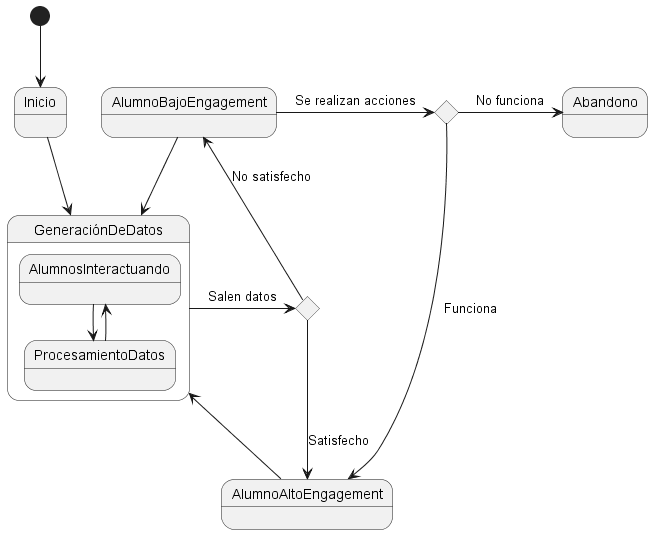 Inicio
AlumnoBajoEngagement
Se realizan acciones
No funciona
Abandono
No satisfecho
GeneraciónDeDatos
AlumnosInteractuando
Salen datos
Funciona
ProcesamientoDatos
Satisfecho
AlumnoAltoEngagement